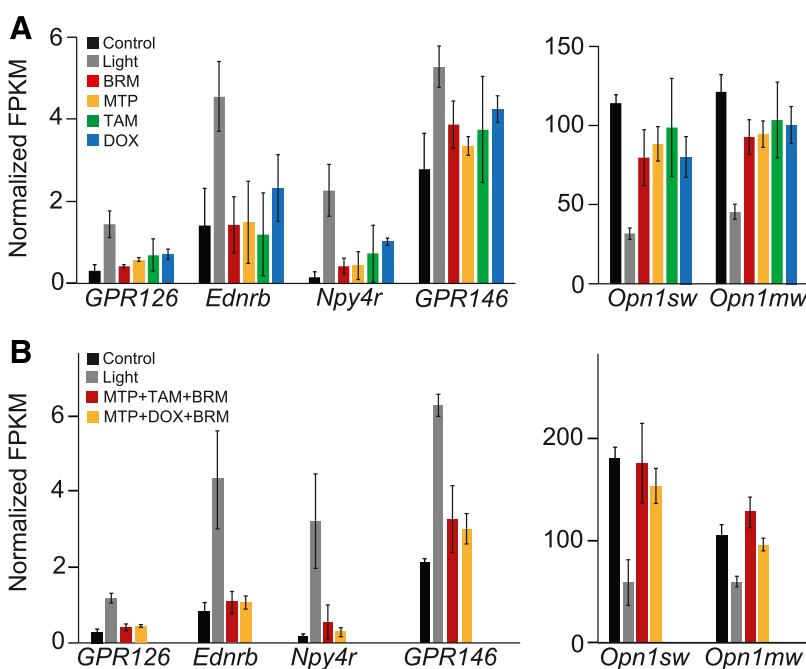 A
Normalized FPKM
6
4
2
0
Control
Light
BRM
MTP
TAM
DOX
GPR126 Ednrb Npy4r GPR146
150
100
50
0
Opn1sw Opn1mw
B
Normalized FPKM
6
4
2
0
Control
Light
MTP+TAM+BRM
MTP+DOX+BRM
GPR126 Ednrb Npy4r GPR146
200
100
0
Opn1sw Opn1mw